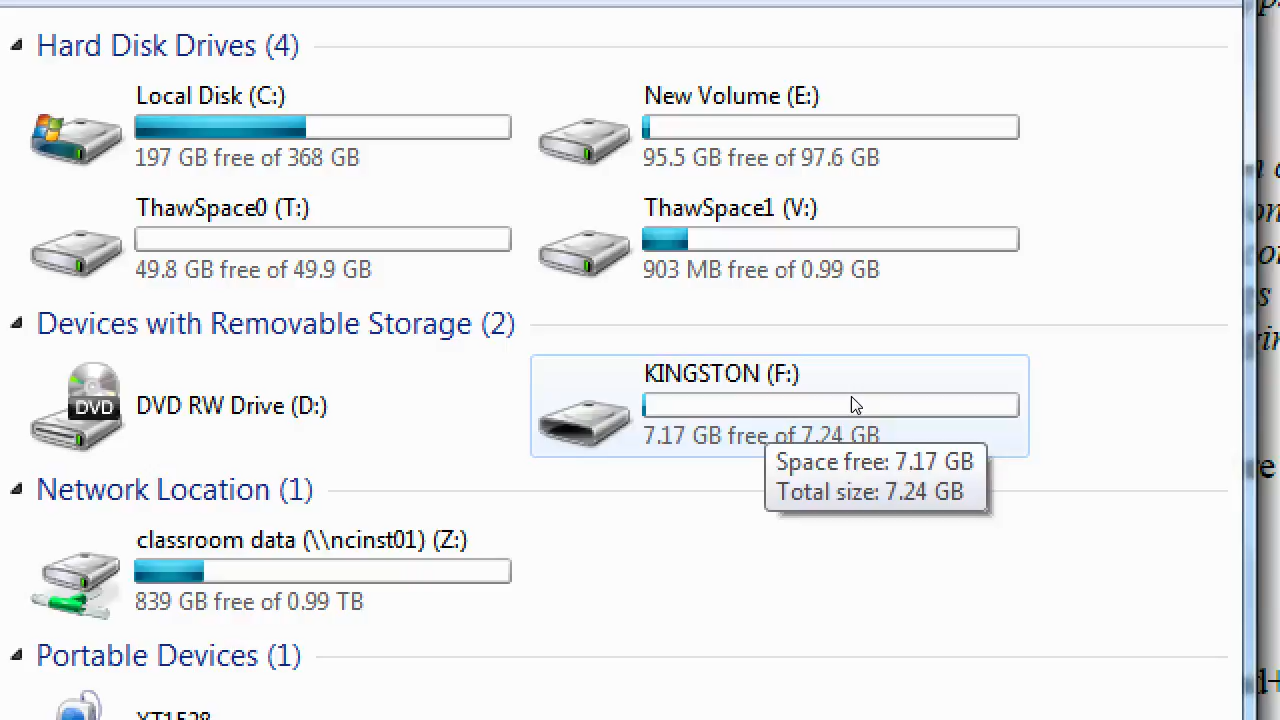 Hard Disk Drives (4)
Local Disk (C:)
197 GB free of 368 GB
New Volume (E:)
95.5 GB free of 97.6 GB
ThawSpace0 (T:)
49.8 GB free of 49.9 GB
ThawSpace1 (V:)
903 MB free of 0.99 GB
Devices with Removable Storage (2)
DVD
DVD RW Drive (D:)
KINGSTON (F:)
7.17 GB free of 7.24 GB
Space free: 7.17 GB
Total size: 7.24 GB
Network Location (1)
classroom data (\\ncinst01) (Z:)
839 GB free of 0.99 TB
Portable Devices (1)
XT1528